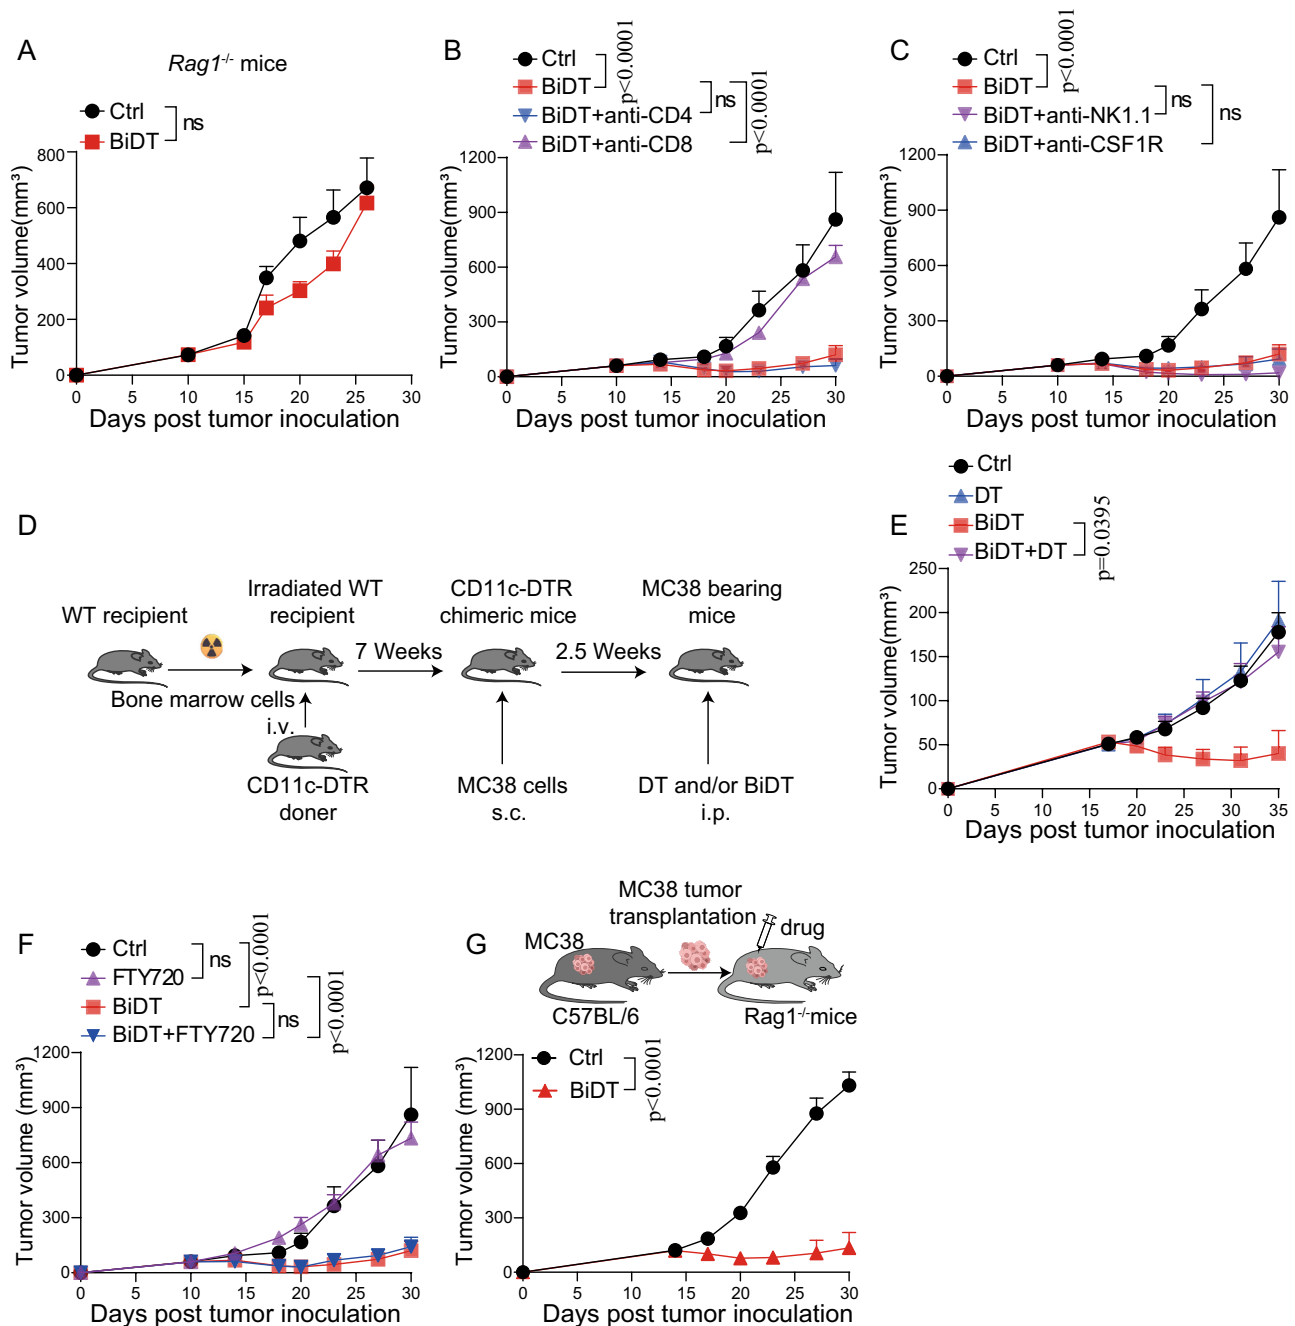 A
Rag1-/- mice
Ctrl
BiDT
ns
Tumor volume(mm³)
800
600
400
200
0
0 5 10 15 20 25 30
Days post tumor inoculation
B
Ctrl
BiDT
BiDT+anti-CD4
BiDT+anti-CD8
p<0.0001
ns
p<0.0001
Tumor volume(mm³)
1200
900
600
300
0
0 5 10 15 20 25 30
Days post tumor inoculation
C
Ctrl
BiDT
BiDT+anti-NK1.1
BiDT+anti-CSF1R
p<0.0001
ns
ns
Tumor volume(mm³)
1200
900
600
300
0
0 5 10 15 20 25 30
Days post tumor inoculation
D
WT recipient
Irradiated WT
recipient
CD11c-DTR
chimeric mice
MC38 bearing
mice
7 Weeks
2.5 Weeks
Bone marrow cells
i.v.
CD11c-DTR
doner
MC38 cells
s.c.
DT and/or BiDT
i.p.
E
Ctrl
DT
BiDT
BiDT+DT
p=0.0395
Tumor volume(mm³)
250
200
150
100
50
0
0 5 10 15 20 25 30 35
Days post tumor inoculation
F
Ctrl
FTY720
BiDT
BiDT+FTY720
ns
p<0.0001
ns
p<0.0001
Tumor volume (mm³)
1200
900
600
300
0
0 5 10 15 20 25 30
Days post tumor inoculation
G
MC38 tumor
transplantation
drug
MC38
C57BL/6
Rag1-/-mice
Ctrl
BiDT
p<0.0001
Tumor volume (mm³)
1200
900
600
300
0
0 5 10 15 20 25 30
Days post tumor inoculation